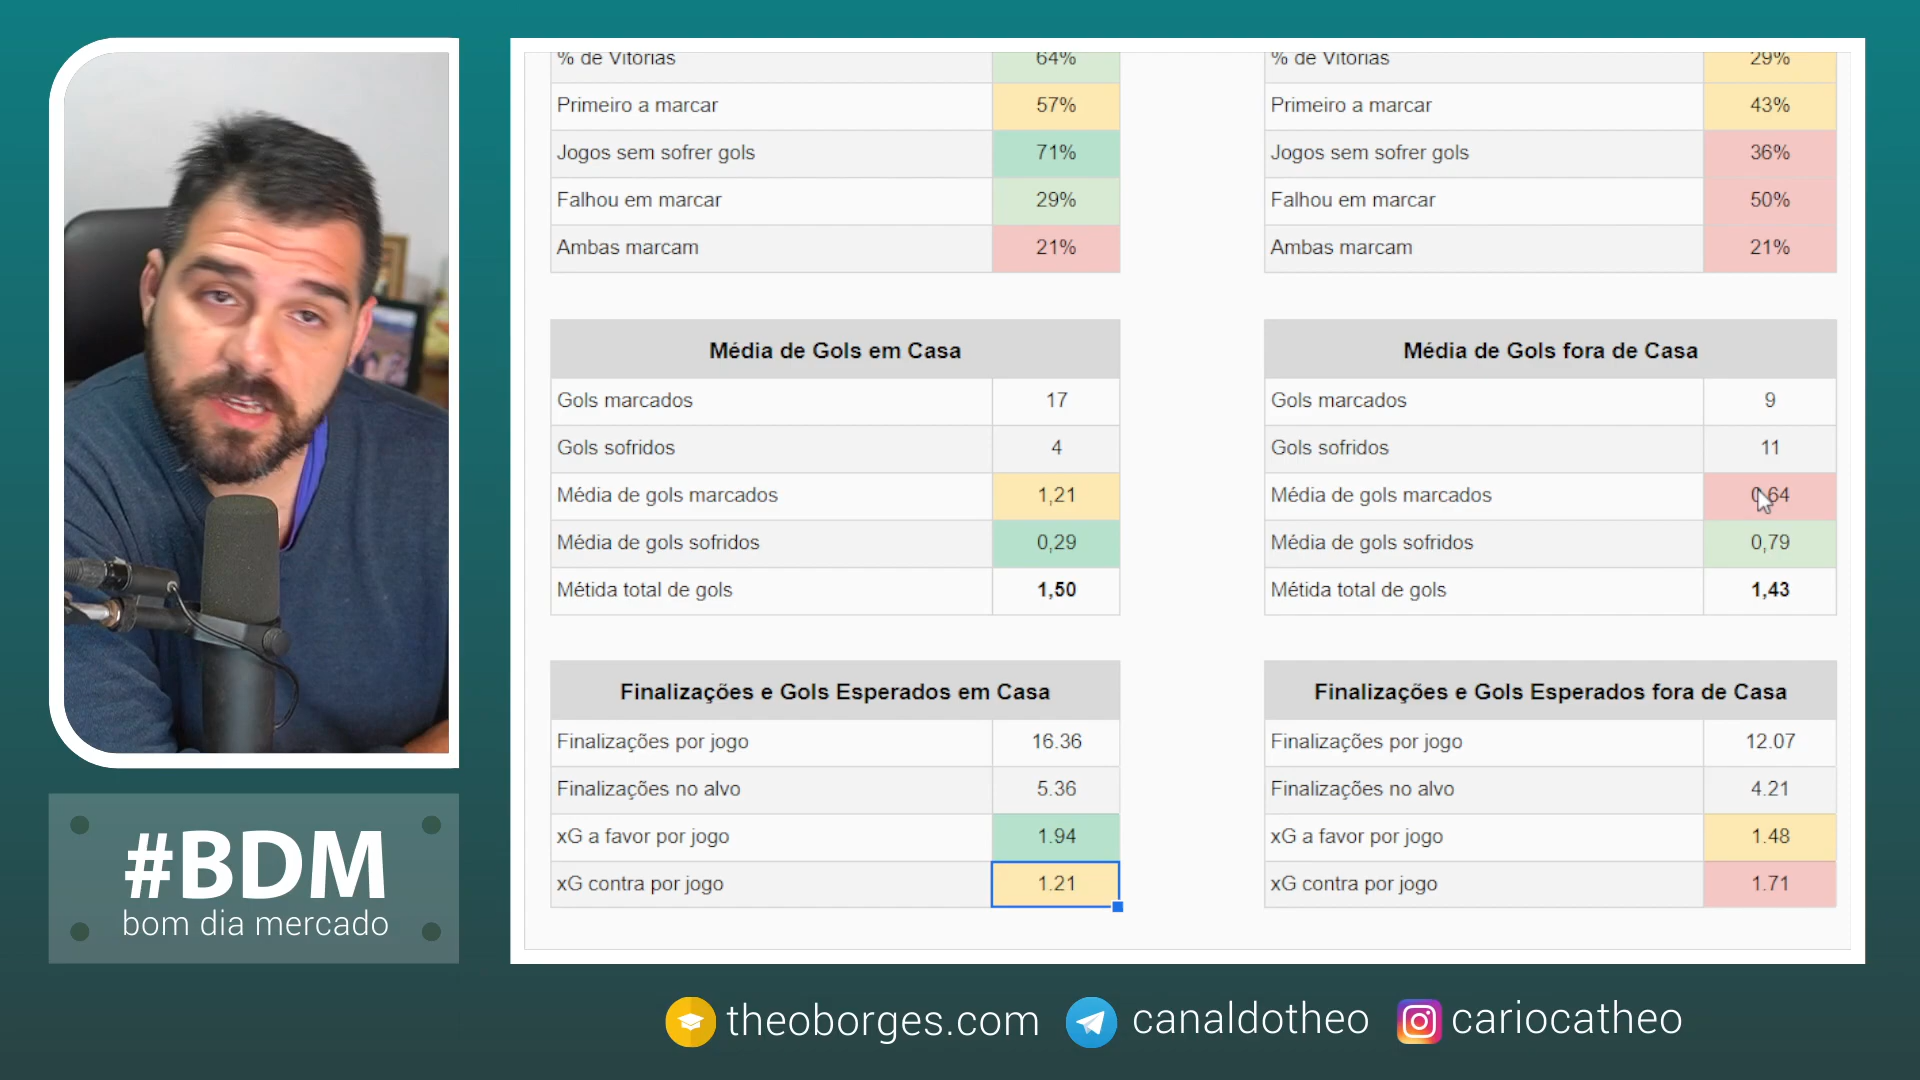 % de Vitórias 64%
Primeiro a marcar 57%
Jogos sem sofrer gols 71%
Falhou em marcar 29%
Ambas marcam 21%
Média de Gols em Casa
Gols marcados 17
Gols sofridos 4
Média de gols marcados 1,21
Média de gols sofridos 0,29
Métida total de gols 1,50
Finalizações e Gols Esperados em Casa
Finalizações por jogo 16.36
Finalizações no alvo 5.36
xG a favor por jogo 1.94
xG contra por jogo 1.21
% de Vitórias 29%
Primeiro a marcar 43%
Jogos sem sofrer gols 36%
Falhou em marcar 50%
Ambas marcam 21%
Média de Gols fora de Casa
Gols marcados 9
Gols sofridos 11
Média de gols marcados 0,64
Média de gols sofridos 0,79
Métida total de gols 1,43
Finalizações e Gols Esperados fora de Casa
Finalizações por jogo 12.07
Finalizações no alvo 4.21
xG a favor por jogo 1.48
xG contra por jogo 1.71
#BDM
bom dia mercado
theoborges.com
canaldotheo
cariocatheo